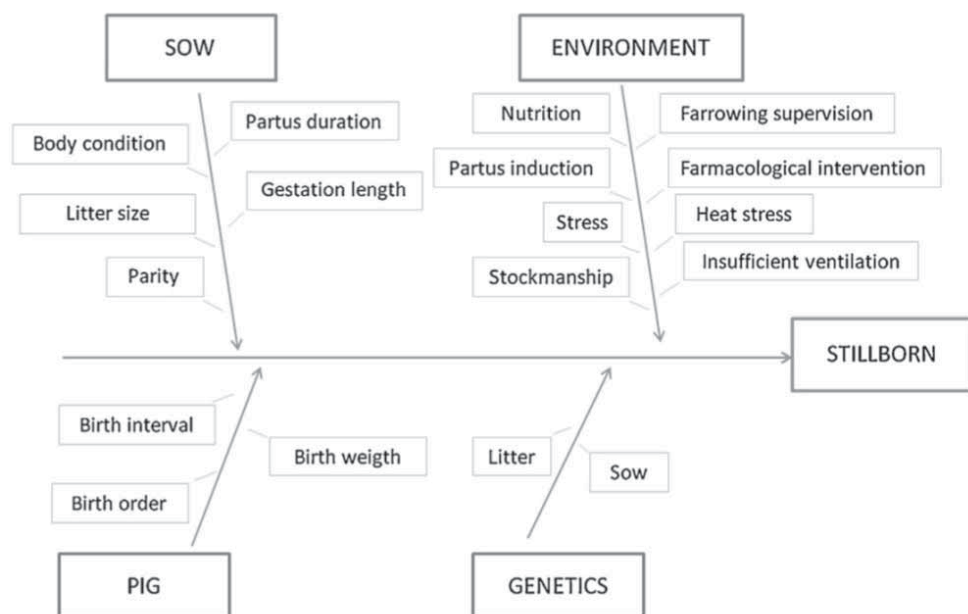 SOW
ENVIRONMENT
Partus duration
Body condition
Gestation length
Litter size
Parity
Nutrition
Farrowing supervision
Partus induction
Farmacological intervention
Stress
Heat stress
Stockmanship
Insufficient ventilation
STILLBORN
Birth interval
Birth weigth
Birth order
Litter
Sow
PIG
GENETICS